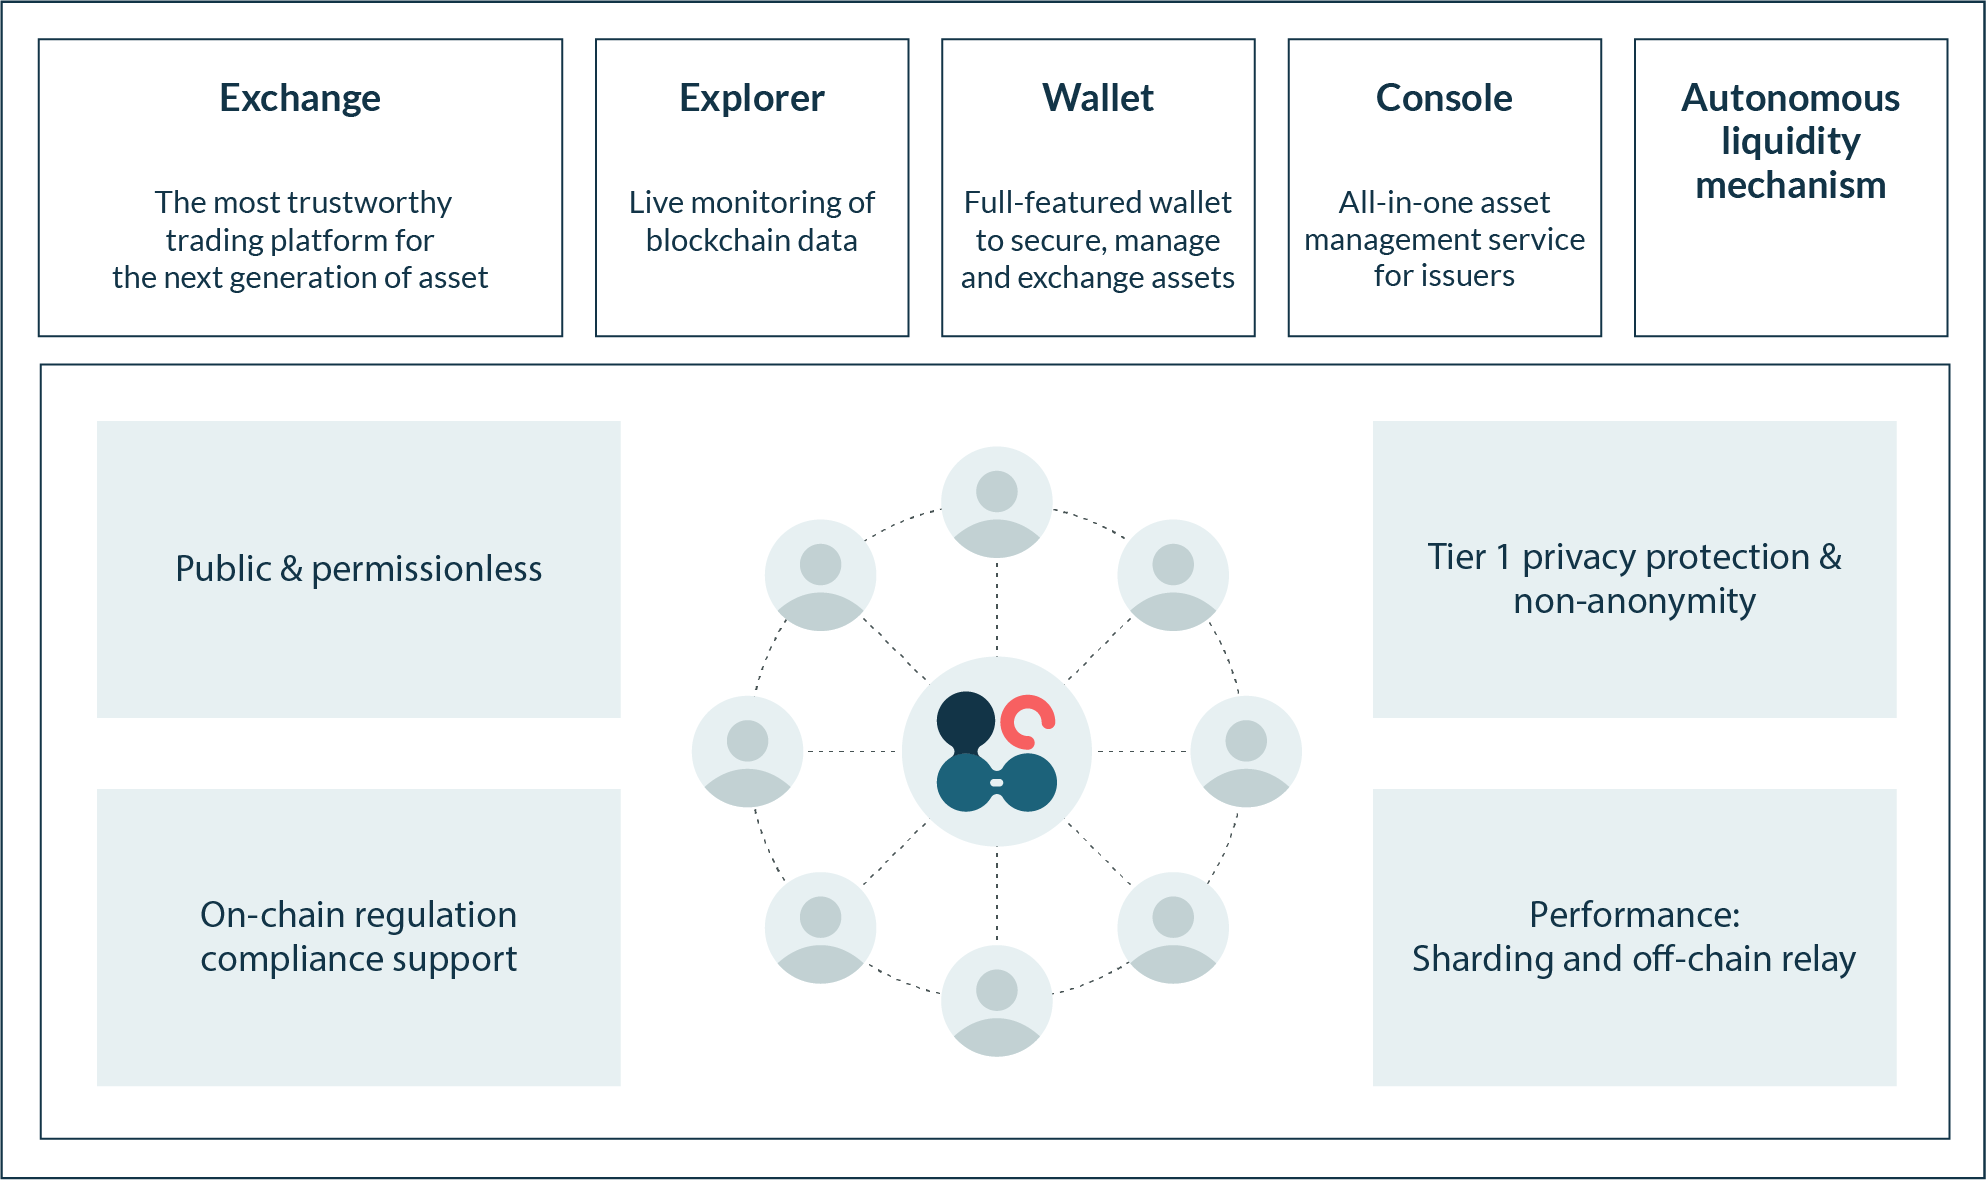 Exchange
The most trustworthy
trading platform for
the next generation of asset
Explorer
Live monitoring of
blockchain data
Wallet
Full-featured wallet
to secure, manage
and exchange assets
Console
All-in-one asset
management service
for issuers
Autonomous
liquidity
mechanism
Public & permissionless
On-chain regulation
compliance support
Tier 1 privacy protection &
non-anonymity
Performance:
Sharding and off-chain relay